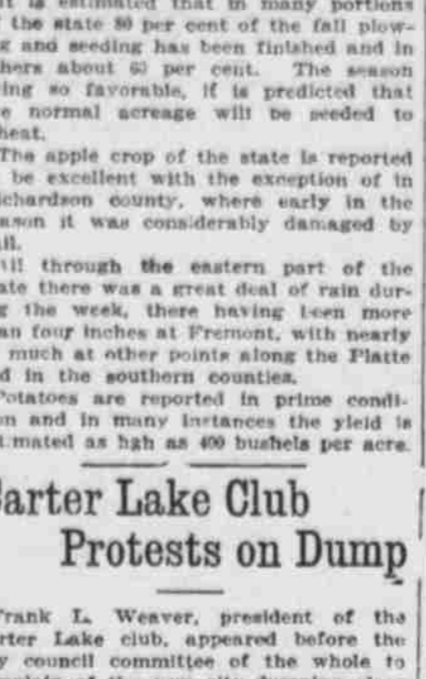 it is estimated that in many portions
the state 80 per cent of the fall plow-
g and seeding has been finished and in
hers about 60 per cent. The season
ing so favorable, if is predicted that
e normal acreage will be seeded to
heat.
The apple crop of the state is reported
be excellent with the exception of in
ichardson county, where early in the
ason it was considerably damaged by
il.
All through the eastern part of the
ate there was a great deal of rain dur-
g the week, there having been more
an four inches at Fremont, with nearly
much at other points along the Platte
d in the southern counties.
Potatoes are reported in prime condi-
on and in many instances the yield is
timated as hgh as 400 bushels per acre.
Carter Lake Club
Protests on Dump
Frank L. Weaver, president of the
rter Lake club, appeared before the
y council committee of the whole to